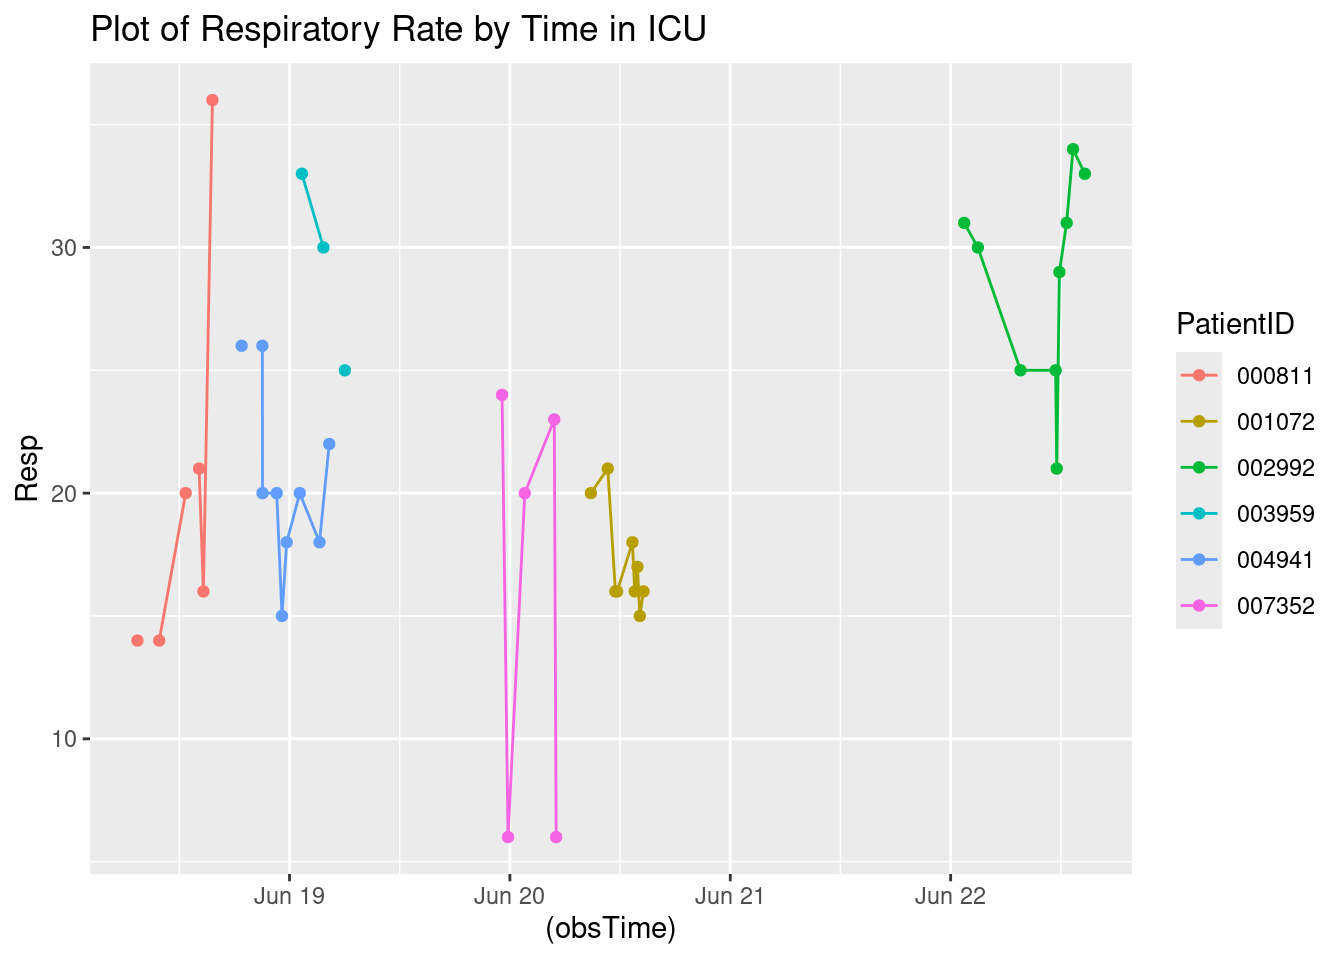 Plot of Respiratory Rate by Time in ICU
Resp
30
20
10
Jun 19
Jun 20
Jun 21
Jun 22
(obsTime)
PatientID
000811
001072
002992
003959
004941
007352